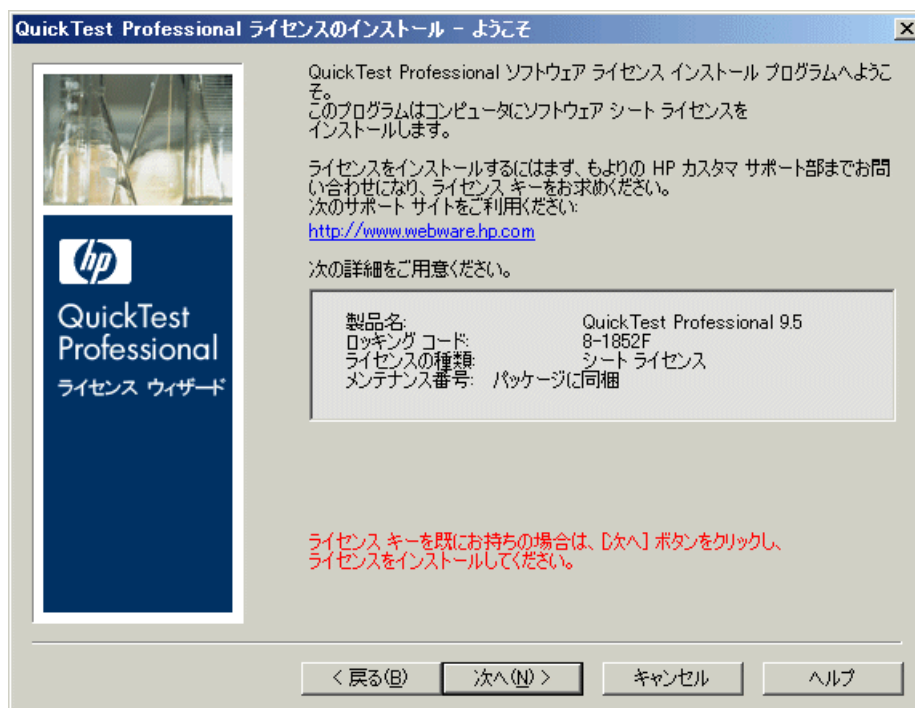 QuickTest Professional ライセンスのインストール - ようこそ
QuickTest Professional ソフトウェア ライセンス インストール プログラムへようこ
そ。
このプログラムはコンピュータにソフトウェア シート ライセンスを
インストールします。
ライセンスをインストールするにはまず、もよりの HP カスタマ サポート部までお問
い合わせになり、ライセンス キーをお求めください。
次のサポート サイトをご利用ください:
http://www.webware.hp.com
次の詳細をご用意ください。
hp
QuickTest
Professional
ライセンス ウィザード
製品名: QuickTest Professional 9.5
ロッキング コード: 8-1852F
ライセンスの種類: シート ライセンス
メンテナンス番号: パッケージに同梱
ライセンス キーを既にお持ちの場合は、[次へ] ボタンをクリックし、
ライセンスをインストールしてください。
< 戻る(B) 次へ(N) > キャンセル ヘルプ